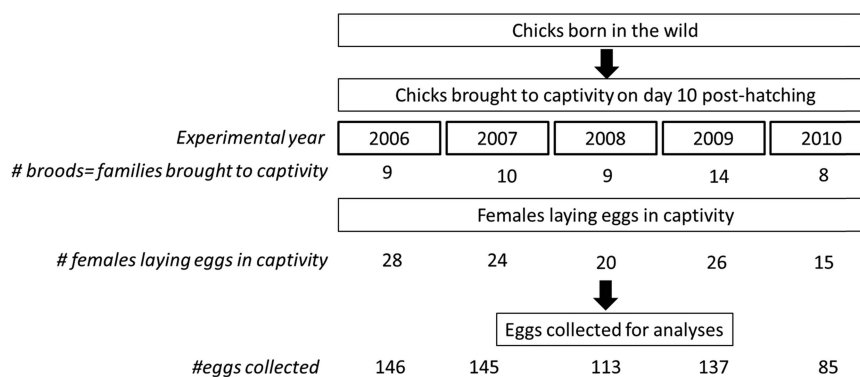 Chicks born in the wild
Chicks brought to captivity on day 10 post-hatching
Experimental year 2006 2007 2008 2009 2010
# broods= families brought to captivity 9 10 9 14 8
Females laying eggs in captivity
# females laying eggs in captivity 28 24 20 26 15
Eggs collected for analyses
#eggs collected 146 145 113 137 85